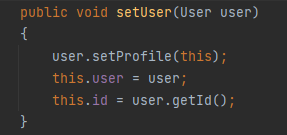 public void setUser(User user)
{
    user.setProfile(this);
    this.user = user;
    this.id = user.getId();
}